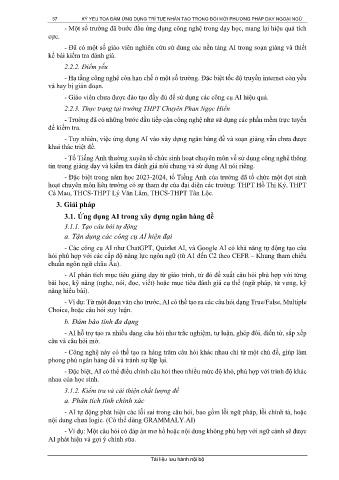 57 KỶ YẾU TỌA ĐÀM ỨNG DỤNG TRÍ TUỆ NHÂN TẠO TRONG ĐỔI MỚI PHƯƠNG PHÁP DẠY NGOẠI NGỮ
- Một số trường đã bước đầu ứng dụng công nghệ trong dạy học, mang lại hiệu quả tích
cực.
- Đã có một số giáo viên nghiên cứu sử dung các nền tảng AI trong soạn giảng và thiết
kế bài kiểm tra đánh giá.
2.2.2. Điểm yếu
- Hạ tầng công nghệ còn hạn chế ở một số trường. Đặc biệt tốc độ truyền internet còn yếu
và hay bị gián đoạn.
- Giáo viên chưa được đào tạo đầy đủ để sử dụng các công cụ AI hiệu quả.
2.2.3. Thực trạng tại trường THPT Chuyên Phan Ngọc Hiển
- Trường đã có những bước đầu tiếp cận công nghệ như sử dụng các phần mềm trực tuyến
để kiểm tra.
- Tuy nhiên, việc ứng dụng AI vào xây dựng ngân hàng đề và soạn giảng vẫn chưa được
khai thác triệt để.
- Tổ Tiếng Anh thường xuyên tổ chức sinh hoạt chuyên môn về sử dung công nghệ thông
tin trong giảng dạy và kiểm tra đánh giá nói chung và sử dụng AI nói riêng.
- Đặc biệt trong năm học 2023-2024, tổ Tiếng Anh của trường đã tổ chức một đợt sinh
hoạt chuyên môn liên trường có sự tham dự của đại diện các trường: THPT Hồ Thị Kỷ, THPT
Cà Mau, THCS-THPT Lý Văn Lâm, THCS-THPT Tân Lộc.
3. Giải pháp
3.1. Ứng dụng AI trong xây dựng ngân hàng đề
3.1.1. Tạo câu hỏi tự động
a. Tận dụng các công cụ AI hiện đại
- Các công cụ AI như ChatGPT, Quizlet AI, và Google AI có khả năng tự động tạo câu
hỏi phù hợp với các cấp độ năng lực ngôn ngữ (từ A1 đến C2 theo CEFR – Khung tham chiếu
chuẩn ngôn ngữ châu Âu).
- AI phân tích mục tiêu giảng dạy từ giáo trình, từ đó đề xuất câu hỏi phù hợp với từng
bài học, kỹ năng (nghe, nói, đọc, viết) hoặc mục tiêu đánh giá cụ thể (ngữ pháp, từ vựng, kỹ
năng hiểu bài).
- Ví dụ: Từ một đoạn văn cho trước, AI có thể tạo ra các câu hỏi dạng True/False, Multiple
Choice, hoặc câu hỏi suy luận.
b. Đảm bảo tính đa dạng
- AI hỗ trợ tạo ra nhiều dạng câu hỏi như trắc nghiệm, tự luận, ghép đôi, điền từ, sắp xếp
câu và câu hỏi mở.
- Công nghệ này có thể tạo ra hàng trăm câu hỏi khác nhau chỉ từ một chủ đề, giúp làm
phong phú ngân hàng đề và tránh sự lặp lại.
- Đặc biệt, AI có thể điều chỉnh câu hỏi theo nhiều mức độ khó, phù hợp với trình độ khác
nhau của học sinh.
3.1.2. Kiểm tra và cải thiện chất lượng đề
a. Phân tích tính chính xác
- AI tự động phát hiện các lỗi sai trong câu hỏi, bao gồm lỗi ngữ pháp, lỗi chính tả, hoặc
nội dung chưa logic. (Có thể dùng GRAMMALY.AI)
- Ví dụ: Một câu hỏi có đáp án mơ hồ hoặc nội dung không phù hợp với ngữ cảnh sẽ được
AI phát hiện và gợi ý chỉnh sửa.
Tài liệu lưu hành nội bộ